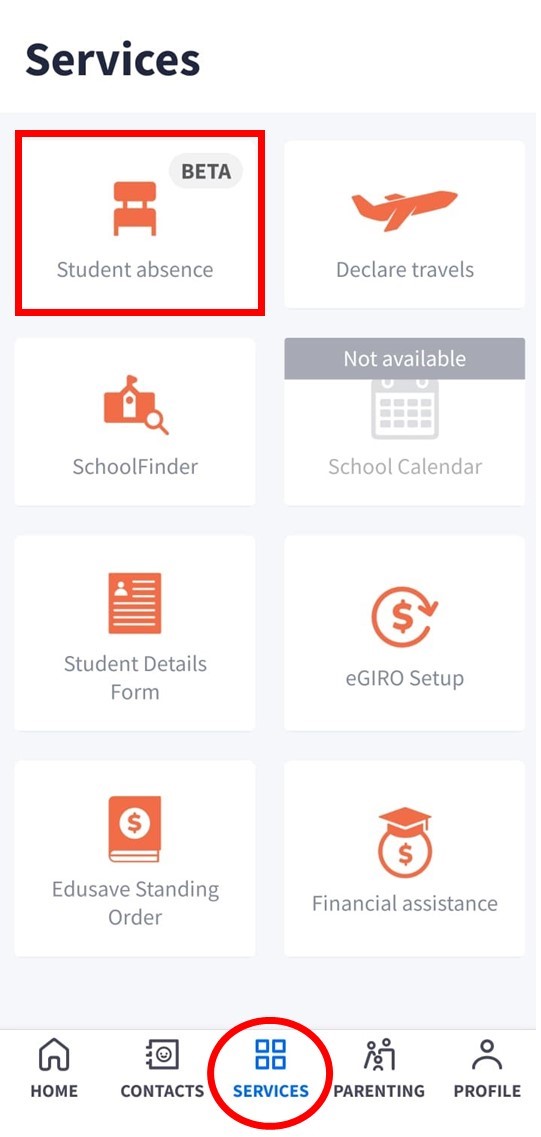 Services
BETA
Student absence
Declare travels
SchoolFinder
Not available
School Calendar
Student Details
Form
eGIRO Setup
$
Edusave Standing
Order
$
Financial assistance
$
HOME
CONTACTS
SERVICES
PARENTING
PROFILE